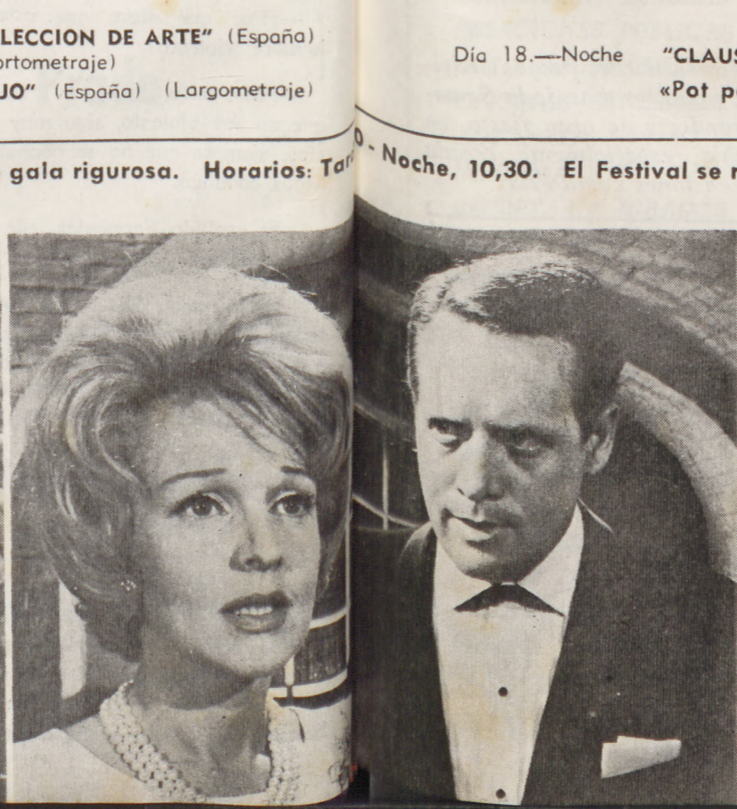 LECCION DE ARTE" (España)
ortometraje)
JO" (España) (Largometraje)
Día 18.—Noche "CLAUS
«Pot p
gala rigurosa. Horarios: Tar
O - Noche, 10,30. El Festival se r